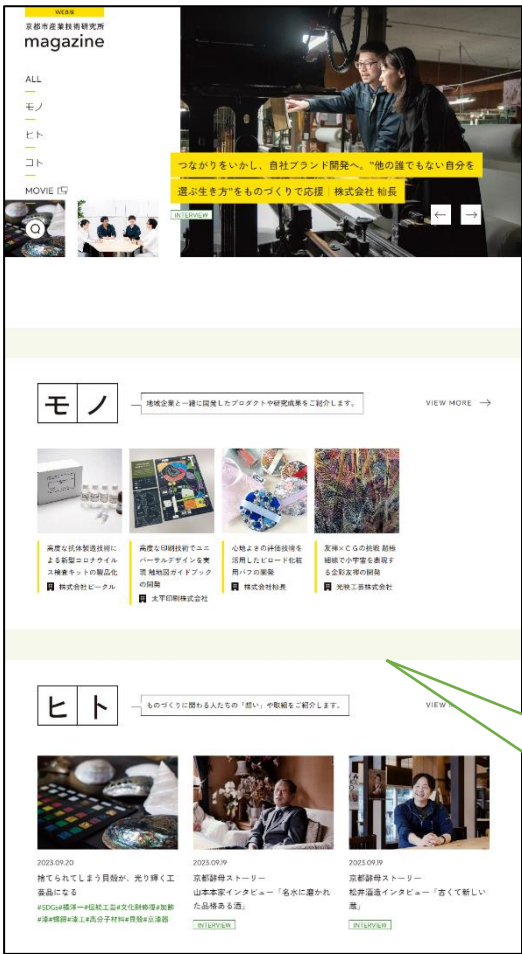 WEB版
京都市産業技術研究所
magazine
ALL
モノ
ヒト
コト
MOVIE
つながりをいかし、自社ブランド開発へ。"他の誰でもない自分を
選ぶ生き方"をものづくりで応援｜株式会社 柏長
INTERVIEW
← →
モノ
地域企業と一緒に開発したプロダクトや研究成果をご紹介します。
VIEW MORE →
高度な抗体製造技術に
よる新型コロナウイル
ス検査キットの製品化
株式会社ビークル
高度な印刷技術でユニ
バーサルデザインを実
現 触地図ガイドブック
の開発
太平印刷株式会社
心地よさの評価技術を
活用したビロード化粧
用パフの開発
株式会社柏長
友禅×ＣＧの挑戦 超極
細線で小宇宙を表現す
る金彩友禅の開発
光映工芸株式会社
ヒト
ものづくりに関わる人たちの「想い」や取組をご紹介します。
VIEW
2023.09.20
捨てられてしまう貝殻が、光り輝く工
芸品になる
#SDGs#橋洋一#伝統工芸#文化財修復#加飾
#漆#螺鈿#漆工#高分子材料#貝殻#京漆器
2023.09.19
京都酵母ストーリー
山本本家インタビュー「名水に磨かれ
た品格ある酒」
INTERVIEW
2023.09.19
京都酵母ストーリー
松井酒造インタビュー「古くて新しい
蔵」
INTERVIEW